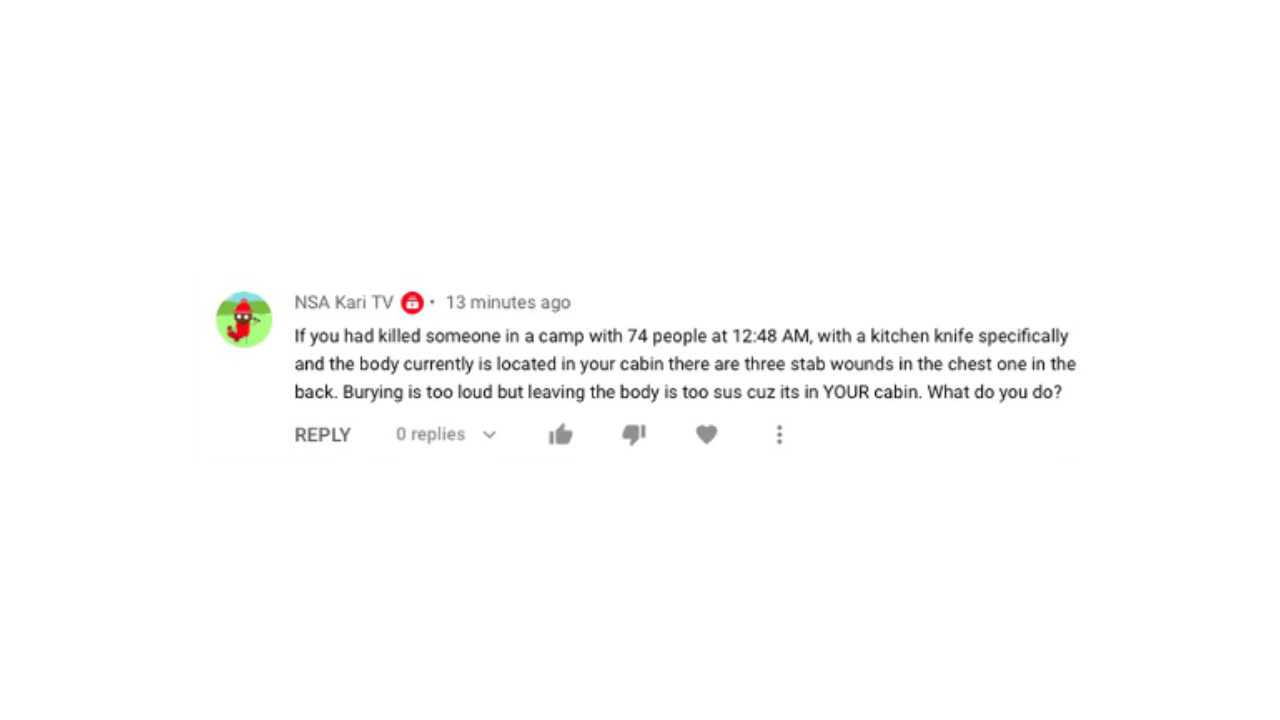 NSA Kari TV • 13 minutes ago
If you had killed someone in a camp with 74 people at 12:48 AM, with a kitchen knife specifically
and the body currently is located in your cabin there are three stab wounds in the chest one in the
back. Burying is too loud but leaving the body is too sus cuz its in YOUR cabin. What do you do?
REPLY 0 replies